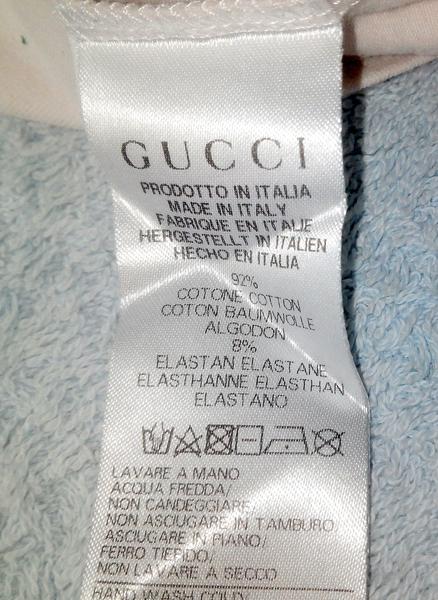 GUCCI
PRODOTTO IN ITALIA
MADE IN ITALY
FABRIQUE EN ITALIE
HERGESTELLT IN ITALIEN
HECHO EN ITALIA
92%
COTONE COTTON
COTON BAUMWOLLE
ALGODON
8%
ELASTAN ELASTANE
ELASTHANNE ELASTHAN
ELASTANO
LAVARE A MANO
ACQUA FREDDA/
NON CANDEGGIARE/
NON ASCIUGARE IN TAMBURO/
ASCIUGARE IN PIANO/
FERRO TIEPIDO/
NON LAVARE A SECCO
HAND WASH COLD